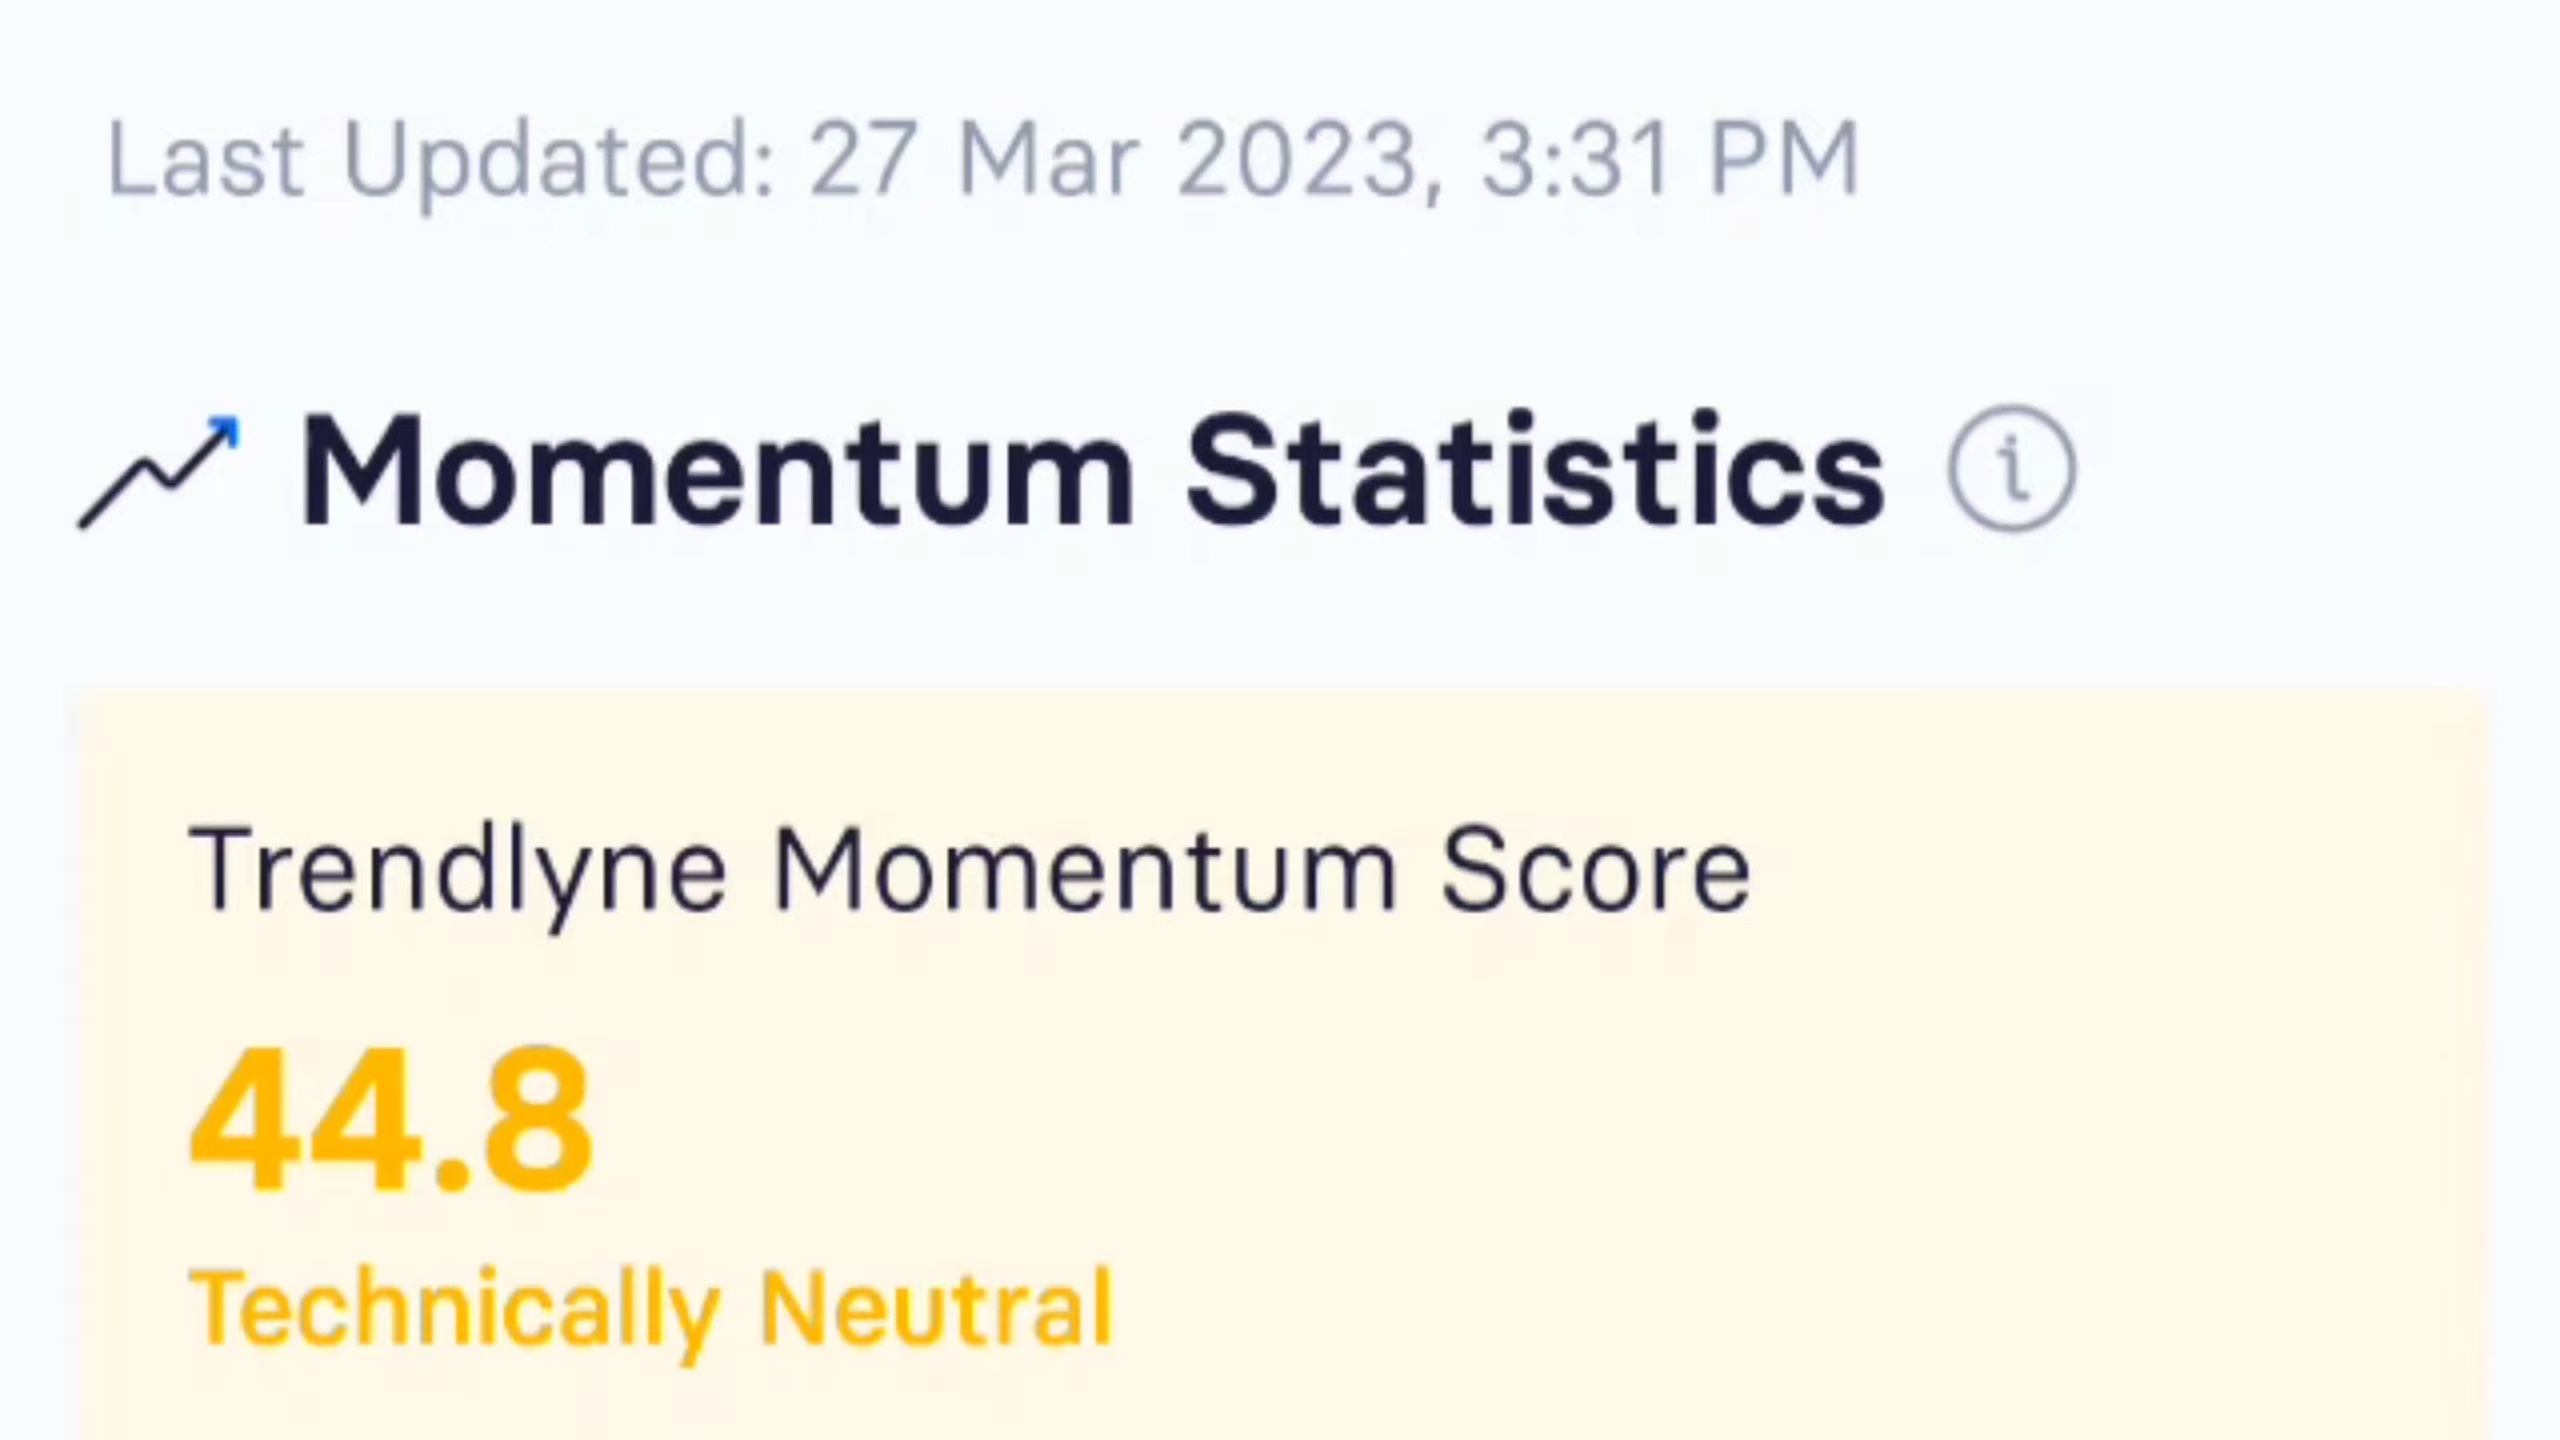 Last Updated: 27 Mar 2023, 3:31 PM
Momentum Statistics
Trendlyne Momentum Score
44.8
Technically Neutral